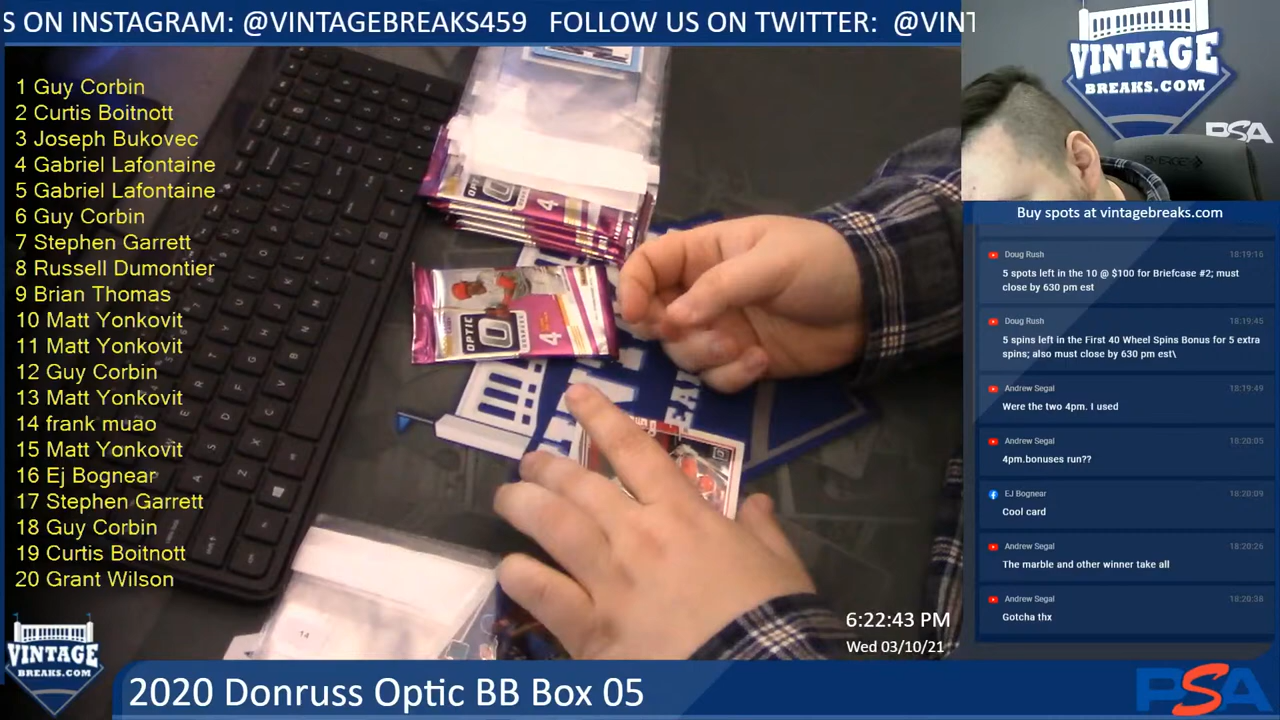 S ON INSTAGRAM: @VINTAGEBREAKS459 FOLLOW US ON TWITTER: @VINT
VINTAGE
BREAKS.COM
PSA
Buy spots at vintagebreaks.com
1 Guy Corbin
2 Curtis Boitnott
3 Joseph Bukovec
4 Gabriel Lafontaine
5 Gabriel Lafontaine
6 Guy Corbin
7 Stephen Garrett
8 Russell Dumontier
9 Brian Thomas
10 Matt Yonkovit
11 Matt Yonkovit
12 Guy Corbin
13 Matt Yonkovit
14 frank muao
15 Matt Yonkovit
16 Ej Bognear
17 Stephen Garrett
18 Guy Corbin
19 Curtis Boitnott
20 Grant Wilson
OPTIC
4
OPTIC
4
14
Doug Rush 18:19:16
5 spots left in the 10 @ $100 for Briefcase #2; must
close by 630 pm est
Doug Rush 18:19:45
5 spins left in the First 40 Wheel Spins Bonus for 5 extra
spins; also must close by 630 pm est\
Andrew Segal 18:19:49
Were the two 4pm. I used
Andrew Segal 18:20:05
4pm.bonuses run??
EJ Bognear 18:20:09
Cool card
Andrew Segal 18:20:26
The marble and other winner take all
Andrew Segal 18:20:38
Gotcha thx
6:22:43 PM
Wed 03/10/21
VINTAGE
BREAKS.COM
2020 Donruss Optic BB Box 05
PSA